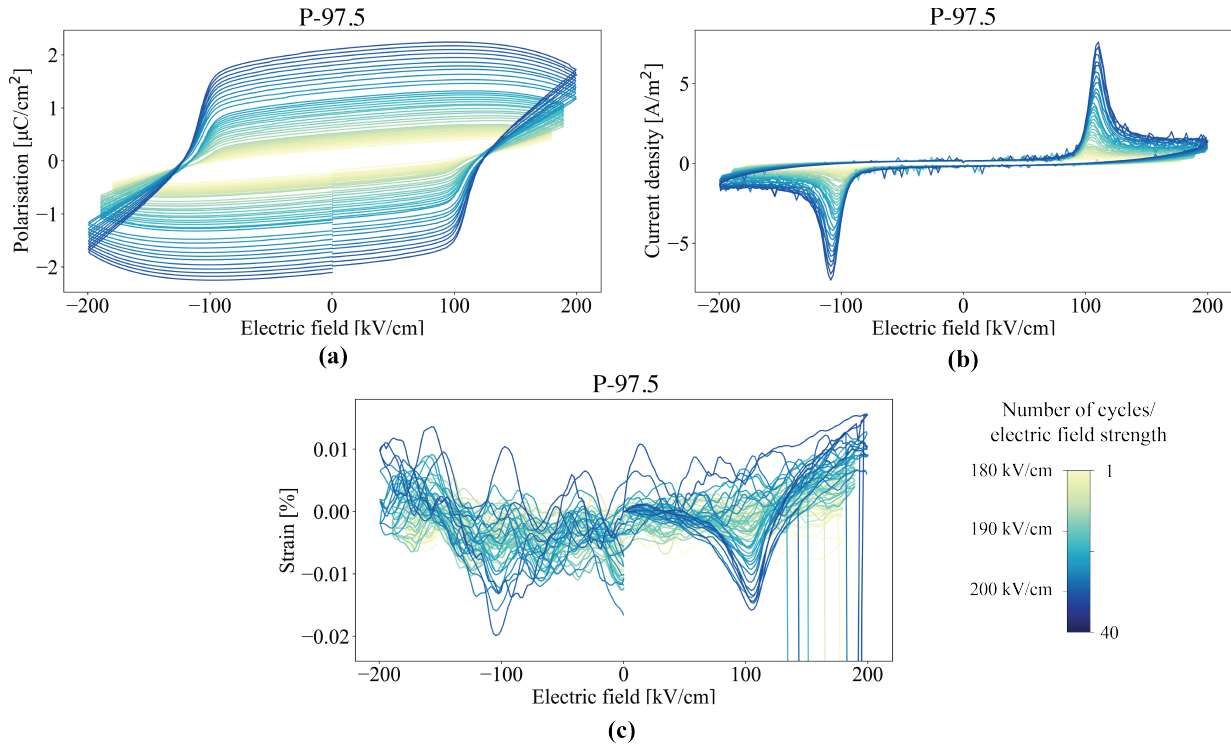 P-97.5
Polarisation [μC/cm²]
2
1
0
−1
−2
−200
−100
0
100
200
Electric field [kV/cm]
(a)
P-97.5
Current density [A/m²]
5
0
−5
−200
−100
0
100
200
Electric field [kV/cm]
(b)
P-97.5
Strain [%]
0.01
0.00
−0.01
−0.02
−200
−100
0
100
200
Electric field [kV/cm]
(c)
Number of cycles/
electric field strength
180 kV/cm 1
190 kV/cm
200 kV/cm
40